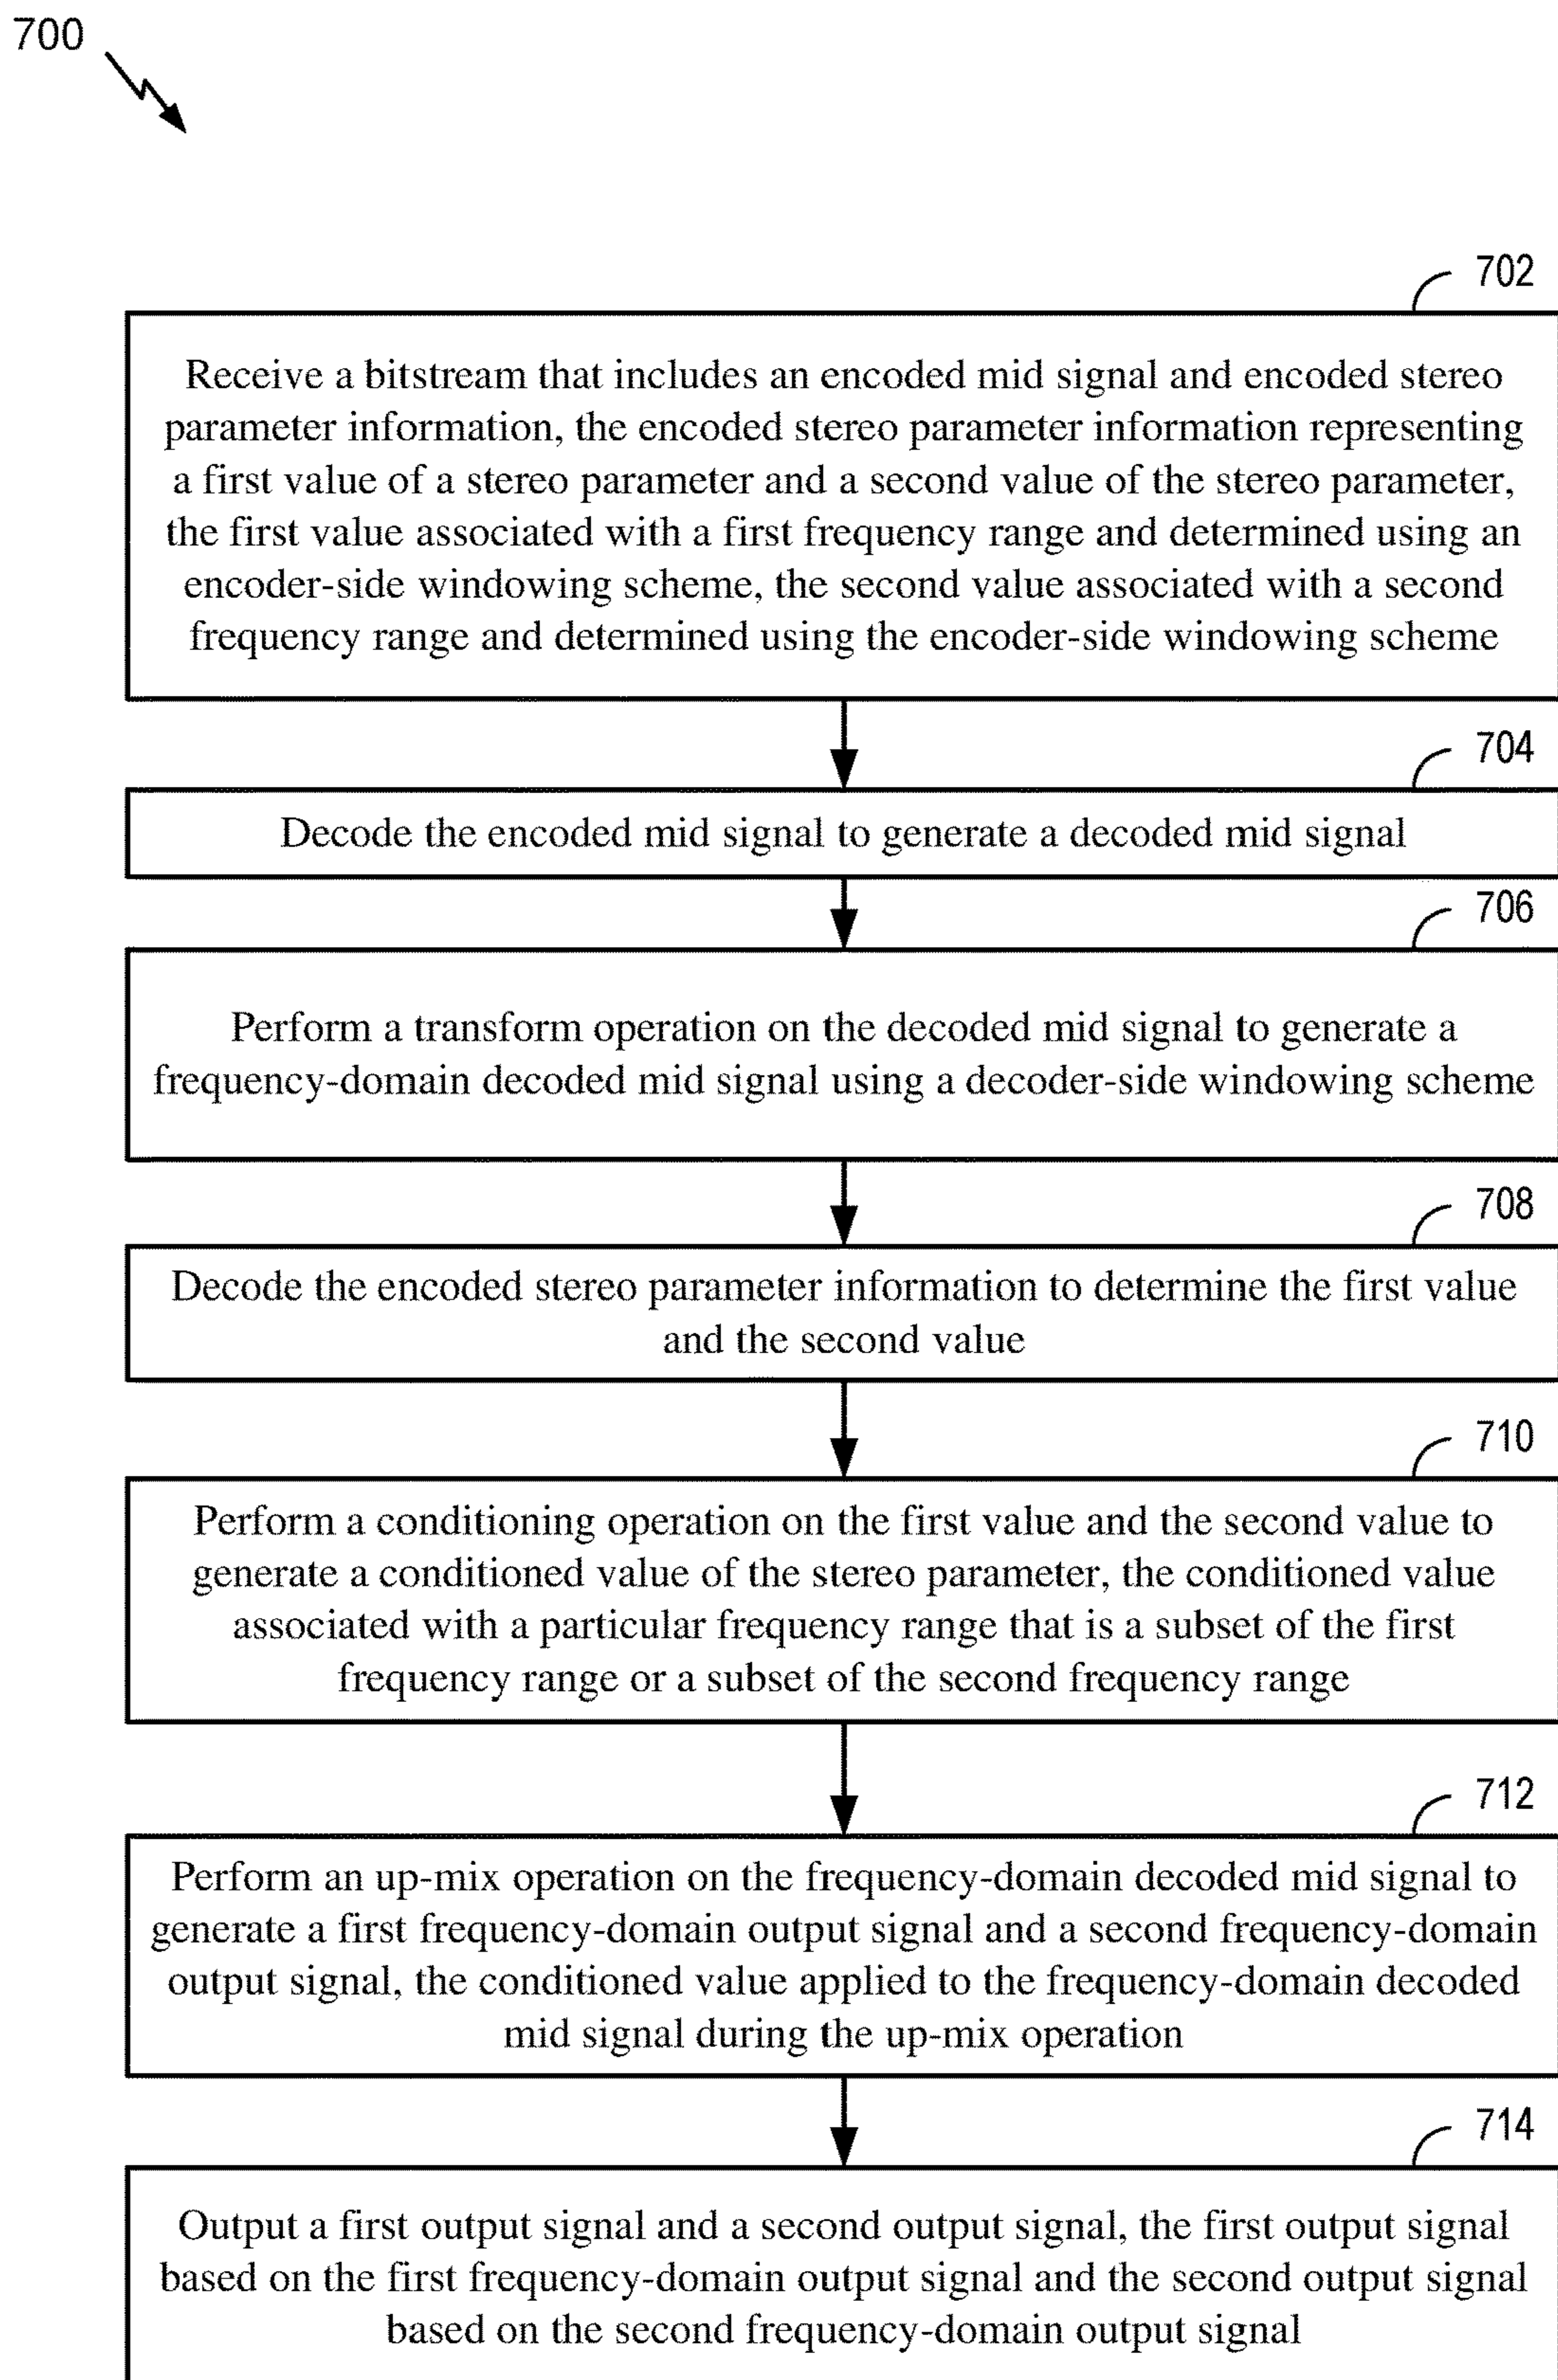 700
702
Receive a bitstream that includes an encoded mid signal and encoded stereo
parameter information, the encoded stereo parameter information representing
a first value of a stereo parameter and a second value of the stereo parameter,
the first value associated with a first frequency range and determined using an
encoder-side windowing scheme, the second value associated with a second
frequency range and determined using the encoder-side windowing scheme
704
Decode the encoded mid signal to generate a decoded mid signal
706
Perform a transform operation on the decoded mid signal to generate a
frequency-domain decoded mid signal using a decoder-side windowing scheme
708
Decode the encoded stereo parameter information to determine the first value
and the second value
710
Perform a conditioning operation on the first value and the second value to
generate a conditioned value of the stereo parameter, the conditioned value
associated with a particular frequency range that is a subset of the first
frequency range or a subset of the second frequency range
712
Perform an up-mix operation on the frequency-domain decoded mid signal to
generate a first frequency-domain output signal and a second frequency-domain
output signal, the conditioned value applied to the frequency-domain decoded
mid signal during the up-mix operation
714
Output a first output signal and a second output signal, the first output signal
based on the first frequency-domain output signal and the second output signal
based on the second frequency-domain output signal